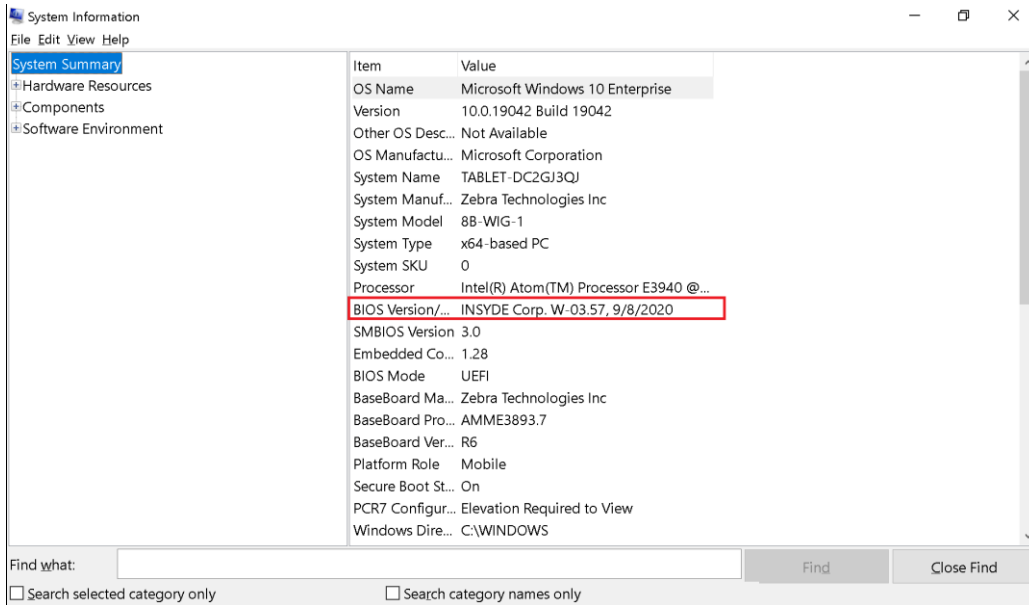 System Information
File Edit View Help
System Summary
Hardware Resources
Components
Software Environment
Item Value
OS Name Microsoft Windows 10 Enterprise
Version 10.0.19042 Build 19042
Other OS Desc... Not Available
OS Manufactu... Microsoft Corporation
System Name TABLET-DC2GJ3QJ
System Manuf... Zebra Technologies Inc
System Model 8B-WIG-1
System Type x64-based PC
System SKU 0
Processor Intel(R) Atom(TM) Processor E3940 @...
BIOS Version/... INSYDE Corp. W-03.57, 9/8/2020
SMBIOS Version 3.0
Embedded Co... 1.28
BIOS Mode UEFI
BaseBoard Ma... Zebra Technologies Inc
BaseBoard Pro... AMME3893.7
BaseBoard Ver... R6
Platform Role Mobile
Secure Boot St... On
PCR7 Configur... Elevation Required to View
Windows Dire... C:\WINDOWS
Find what: Find Close Find
Search selected category only Search category names only